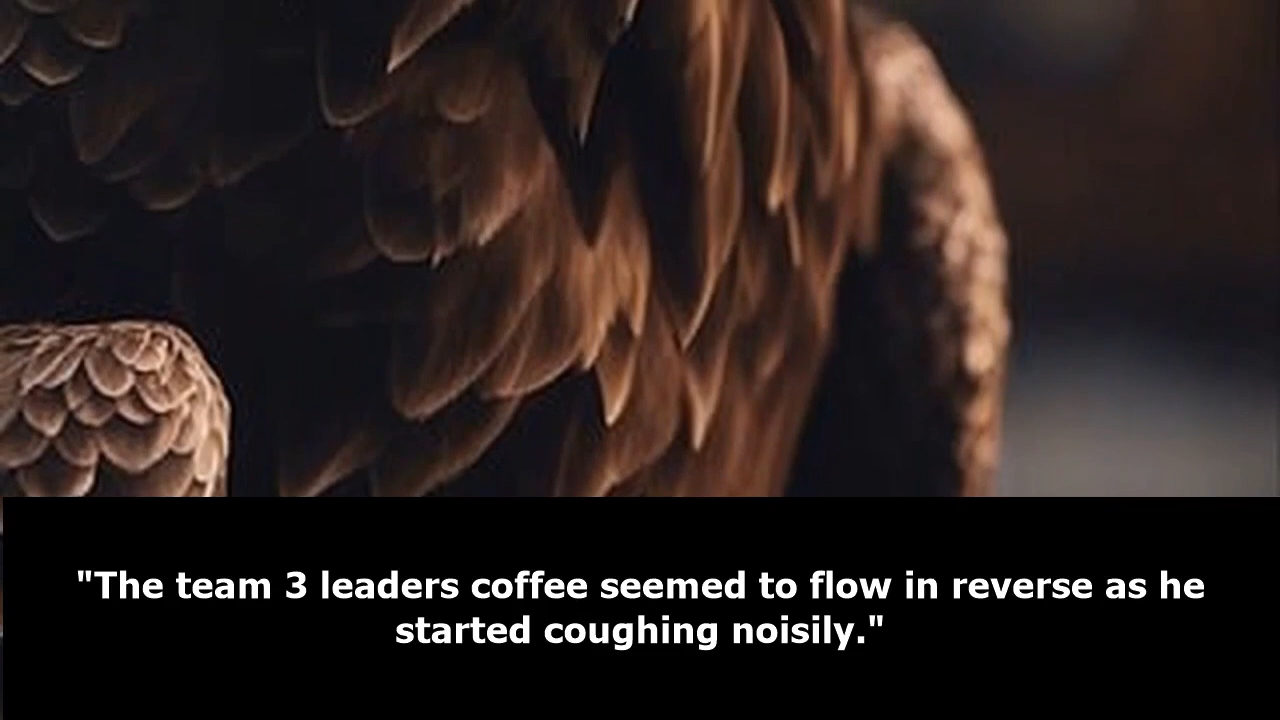 "The team 3 leaders coffee seemed to flow in reverse as he
started coughing noisily."